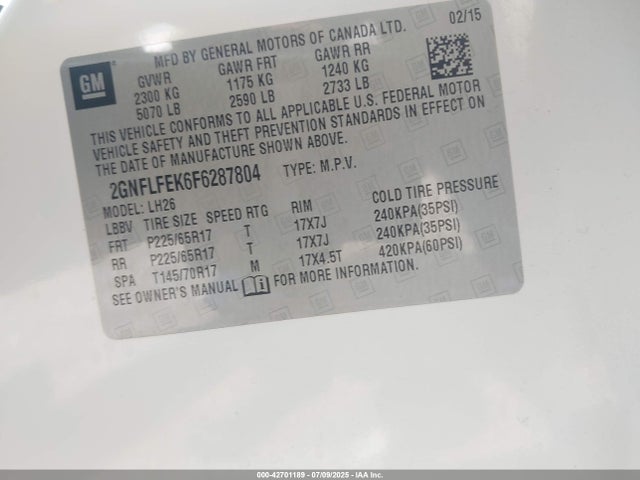 GM
MFD BY GENERAL MOTORS OF CANADA LTD.
02/15
GVWR GAWR FRT GAWR RR
2300 KG 1175 KG 1240 KG
5070 LB 2590 LB 2733 LB
THIS VEHICLE CONFORMS TO ALL APPLICABLE U.S. FEDERAL MOTOR
VEHICLE SAFETY AND THEFT PREVENTION STANDARDS IN EFFECT ON
THE DATE OF MANUFACTURE SHOWN ABOVE.
2GNFLFEK6F6287804 TYPE: M.P.V.
MODEL: LH26
LBBV TIRE SIZE SPEED RTG RIM COLD TIRE PRESSURE
FRT P225/65R17 T 17X7J 240KPA(35PSI)
RR P225/65R17 T 17X7J 240KPA(35PSI)
SPA T145/70R17 M 17X4.5T 420KPA(60PSI)
SEE OWNER'S MANUAL FOR MORE INFORMATION.
000-42701189 - 07/09/2025 - IAA Inc.